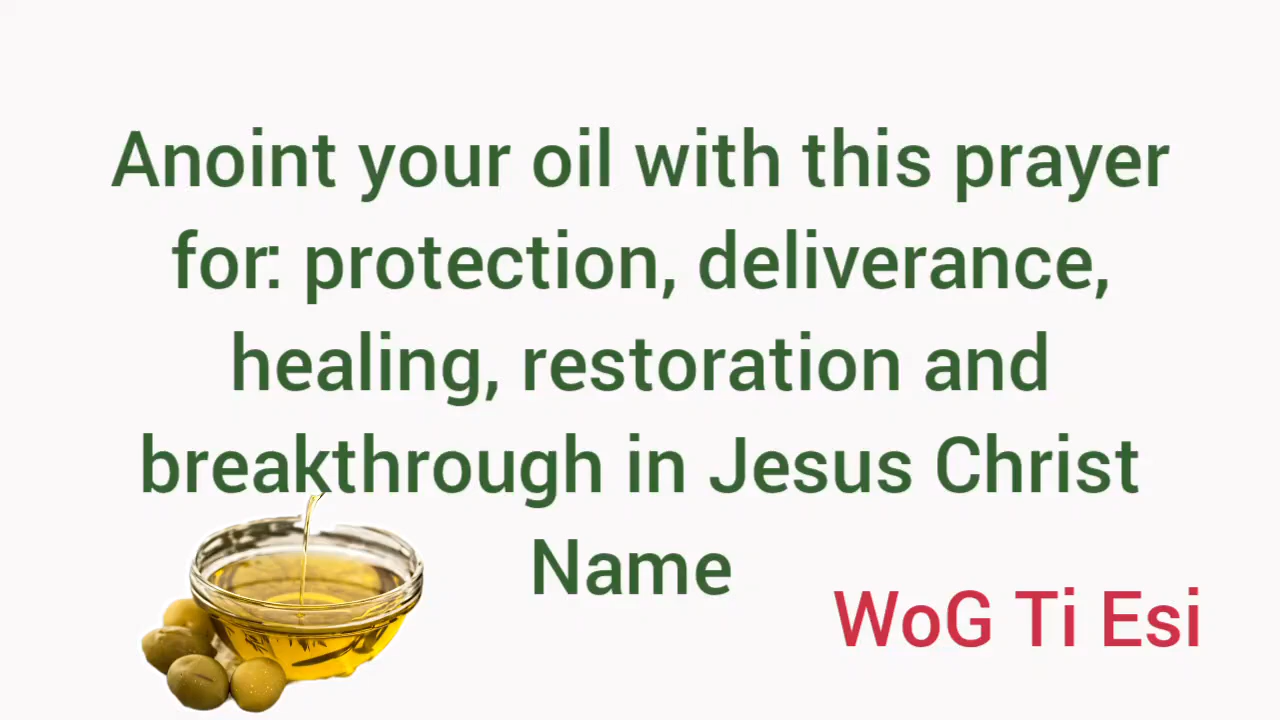 Anoint your oil with this prayer
for: protection, deliverance,
healing, restoration and
breakthrough in Jesus Christ
Name
WoG Ti Esi